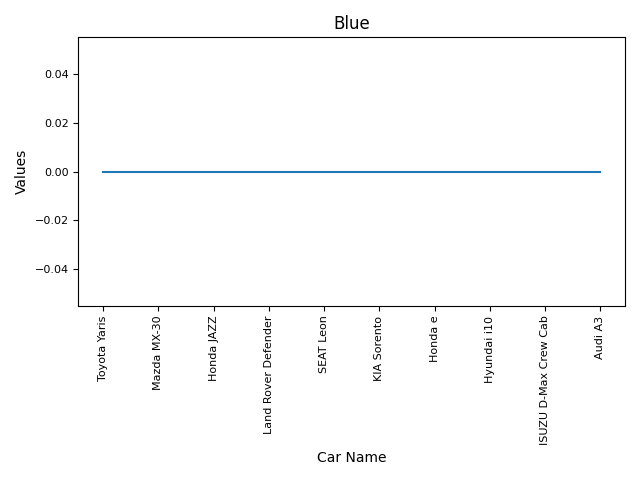 Blue
Values
0.04
0.02
0.00
−0.02
−0.04
Toyota Yaris
Mazda MX-30
Honda JAZZ
Land Rover Defender
SEAT Leon
KIA Sorento
Honda e
Hyundai i10
ISUZU D-Max Crew Cab
Audi A3
Car Name